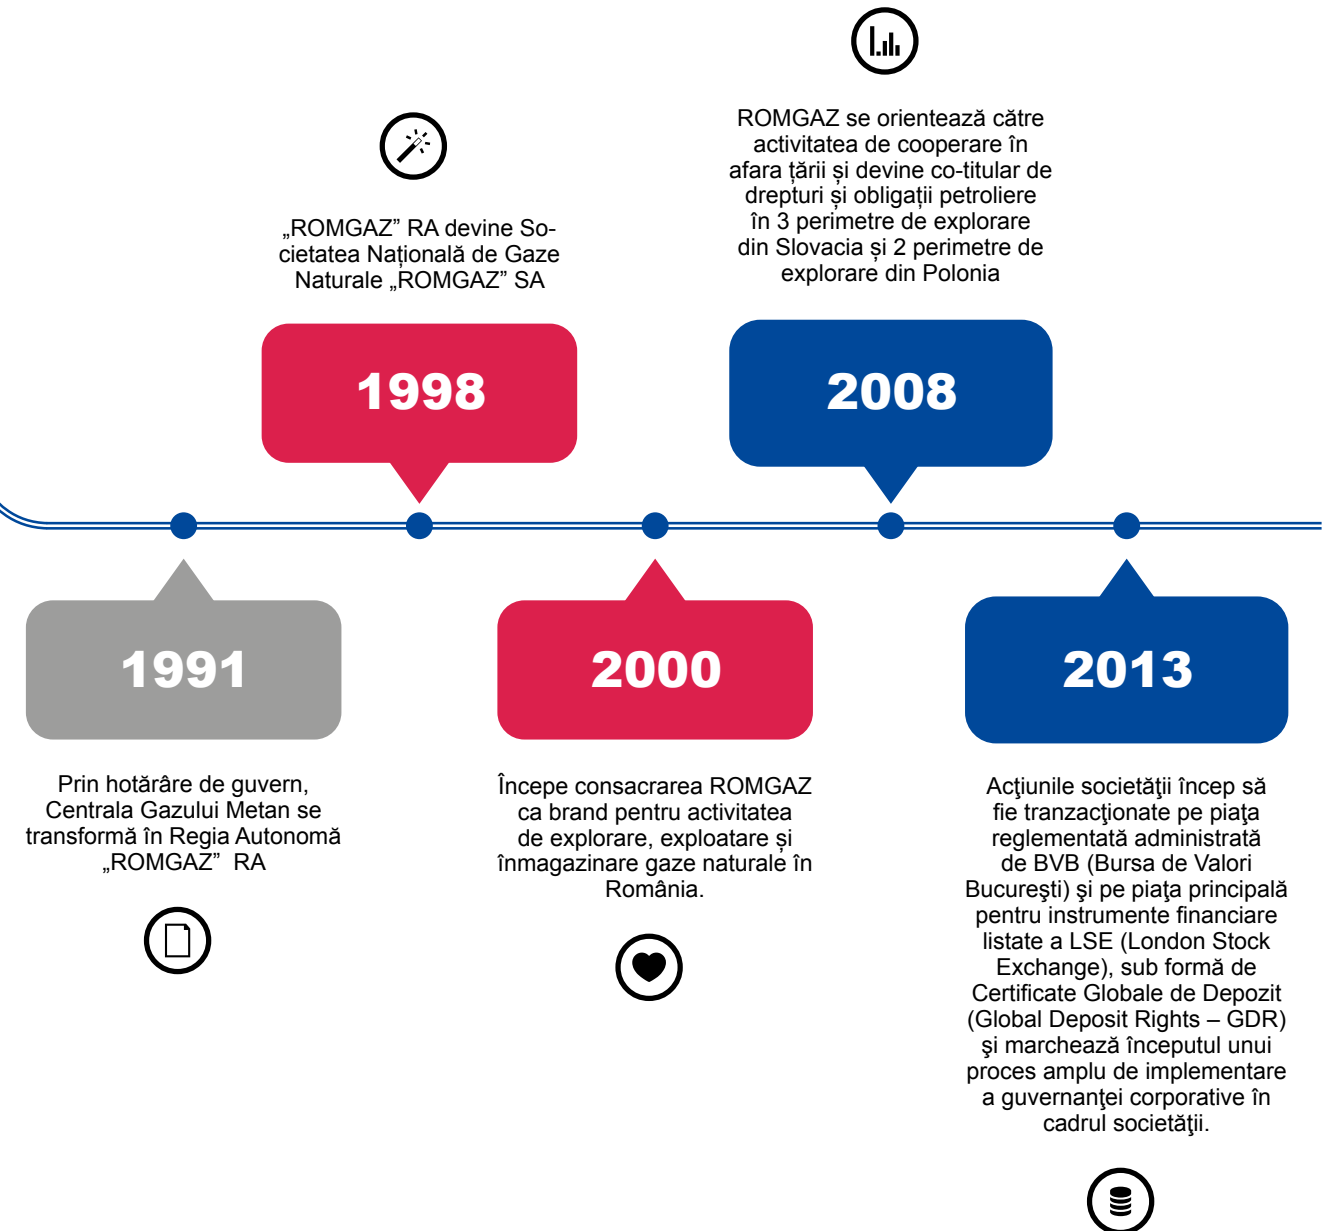 ROMGAZ se orientează către
activitatea de cooperare în
afara țării și devine co-titular de
drepturi și obligații petroliere
în 3 perimetre de explorare
din Slovacia și 2 perimetre de
explorare din Polonia
„ROMGAZ” RA devine So-
cietatea Națională de Gaze
Naturale „ROMGAZ” SA
1998
2008
1991
2000
2013
Prin hotărâre de guvern,
Centrala Gazului Metan se
transformă în Regia Autonomă
„ROMGAZ”  RA
Începe consacrarea ROMGAZ
ca brand pentru activitatea
de explorare, exploatare și
înmagazinare gaze naturale în
România.
Acţiunile societăţii încep să
fie tranzacţionate pe piaţa
reglementată administrată
de BVB (Bursa de Valori
Bucureşti) şi pe piaţa principală
pentru instrumente financiare
listate a LSE (London Stock
Exchange), sub formă de
Certificate Globale de Depozit
(Global Deposit Rights – GDR)
şi marchează începutul unui
proces amplu de implementare
a guvernanţei corporative în
cadrul societăţii.